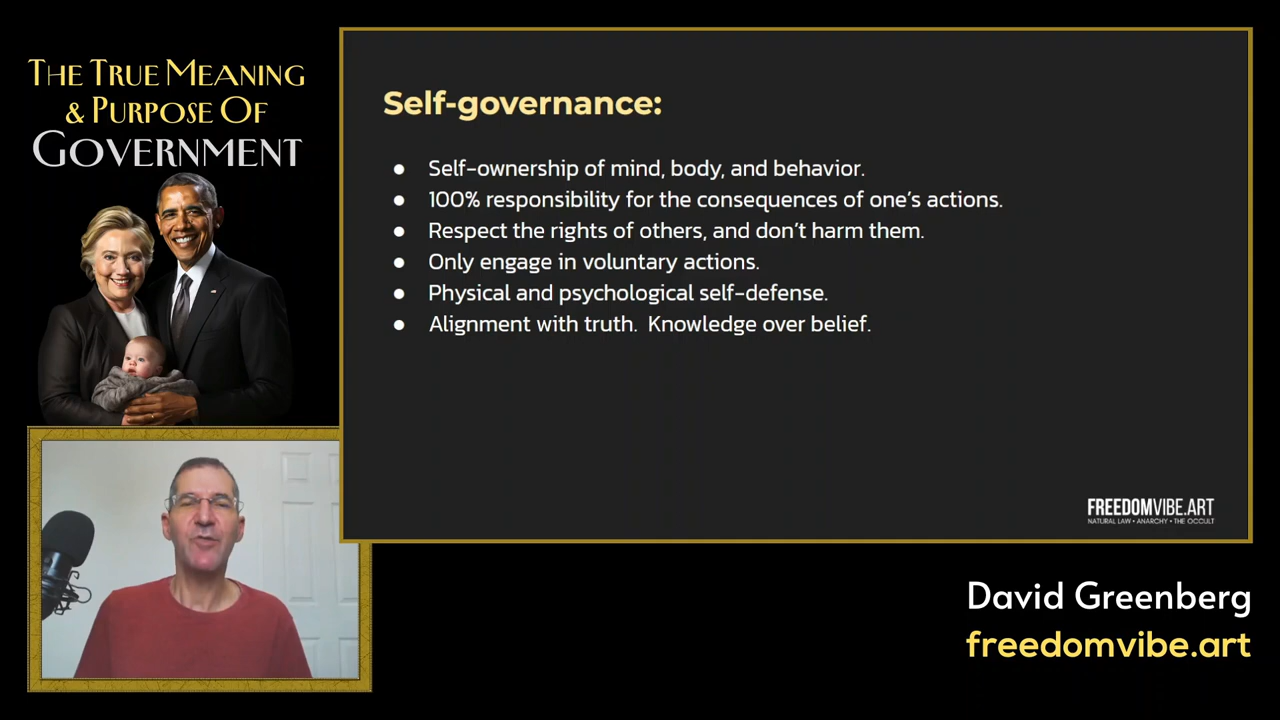 The True Meaning
& Purpose Of
Government
Self-governance:
● Self-ownership of mind, body, and behavior.
● 100% responsibility for the consequences of one's actions.
● Respect the rights of others, and don't harm them.
● Only engage in voluntary actions.
● Physical and psychological self-defense.
● Alignment with truth.  Knowledge over belief.
FREEDOMVIBE.ART
NATURAL LAW • ANARCHY • THE OCCULT
David Greenberg
freedomvibe.art